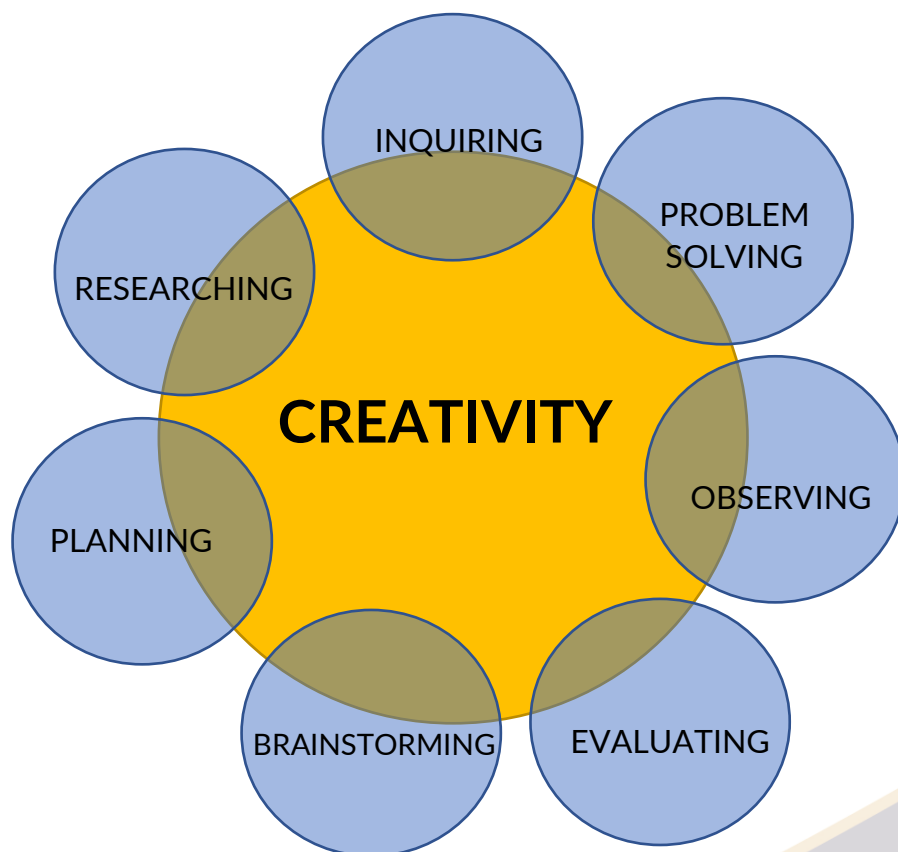 INQUIRING
PROBLEM
SOLVING
RESEARCHING
CREATIVITY
OBSERVING
PLANNING
BRAINSTORMING
EVALUATING